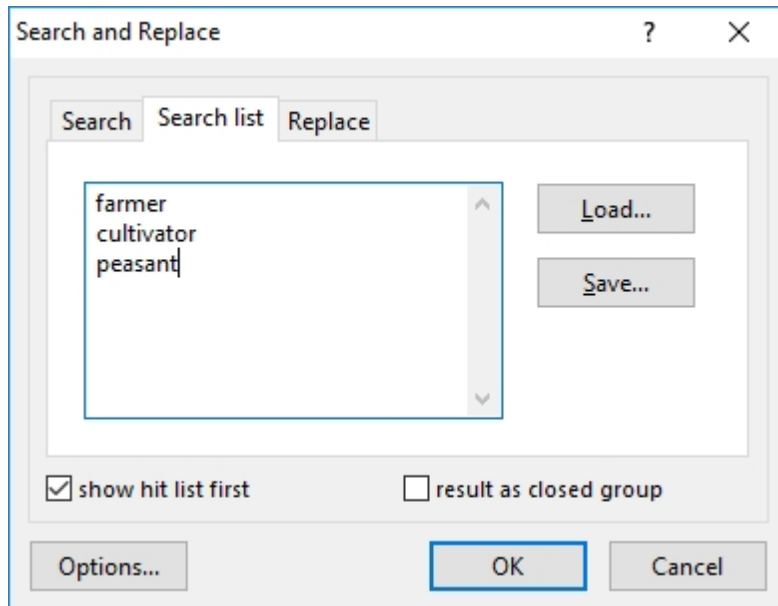 Search and Replace ?
Search Search list Replace
farmer
cultivator
peasant
Load...
Save...
show hit list first result as closed group
Options... OK Cancel